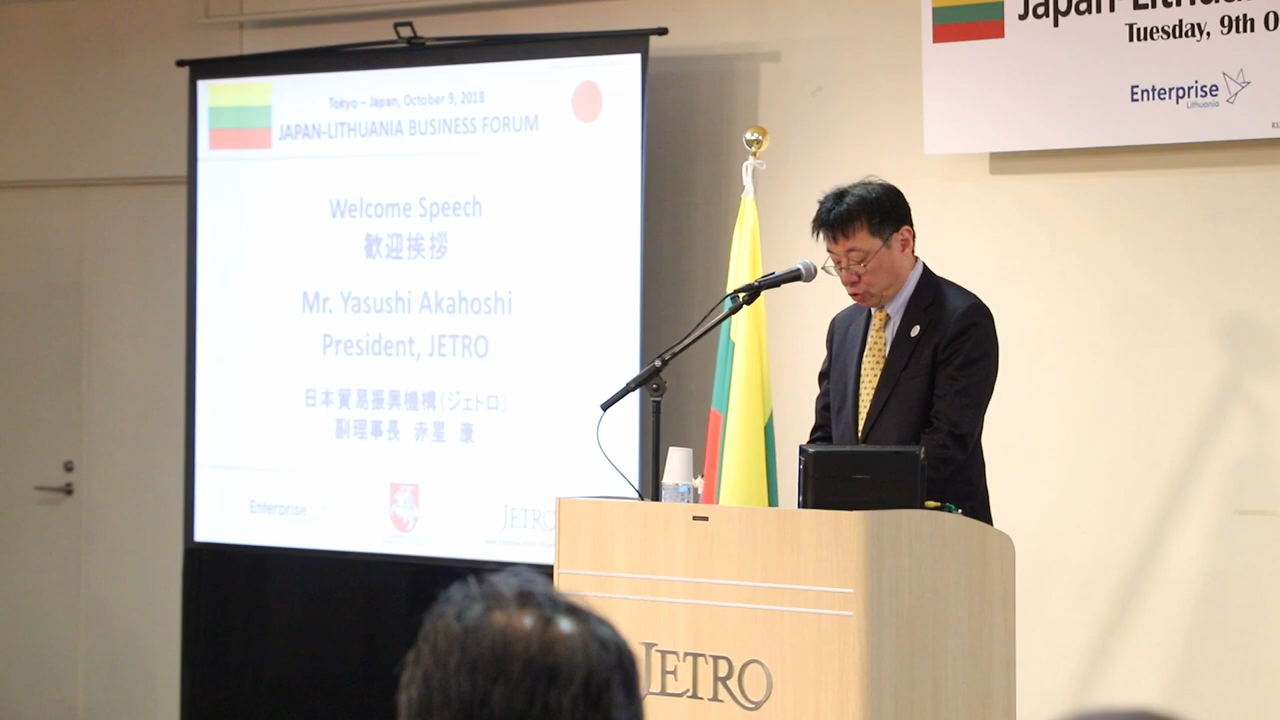 Tokyo – Japan, October 9, 2018
JAPAN-LITHUANIA BUSINESS FORUM
Welcome Speech
歓迎挨拶
Mr. Yasushi Akahoshi
President, JETRO
日本貿易振興機構(ジェトロ)
副理事長 赤星 康
Enterprise
JETRO
Japan-Lithua
Tuesday, 9th O
Enterprise
Lithuania
JETRO